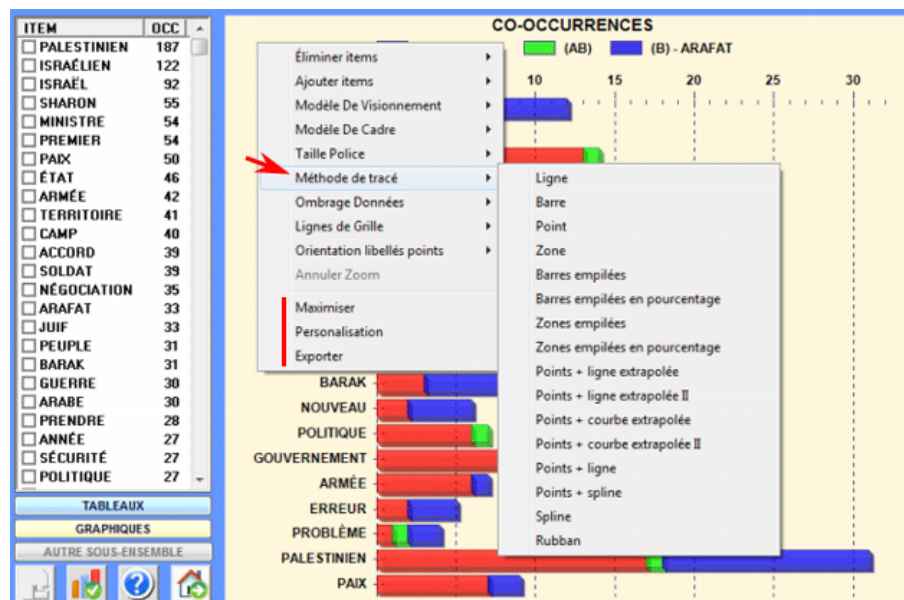 ITEM OCC
PALESTINIEN 187
ISRAÉLIEN 122
ISRAËL 92
SHARON 55
MINISTRE 54
PREMIER 54
PAIX 50
ÉTAT 46
ARMÉE 42
TERRITOIRE 41
CAMP 40
ACCORD 39
SOLDAT 39
NÉGOCIATION 35
ARAFAT 33
JUIF 33
PEUPLE 31
BARAK 31
GUERRE 30
ARABE 30
PRENDRE 28
ANNÉE 27
SÉCURITÉ 27
POLITIQUE 27
TABLEAUX
GRAPHIQUES
AUTRE SOUS-ENSEMBLE
CO-OCCURRENCES
(AB) (B) - ARAFAT
10 15 20 25 30
Éliminer items
Ajouter items
Modèle De Visionnement
Modèle De Cadre
Taille Police
Méthode de tracé
Ombrage Données
Lignes de Grille
Orientation libellés points
Annuler Zoom
Maximiser
Personalisation
Exporter
Ligne
Barre
Point
Zone
Barres empilées
Barres empilées en pourcentage
Zones empilées
Zones empilées en pourcentage
Points + ligne extrapolée
Points + ligne extrapolée II
Points + courbe extrapolée
Points + courbe extrapolée II
Points + ligne
Points + spline
Spline
Rubban
BARAK
NOUVEAU
POLITIQUE
GOUVERNEMENT
ARMÉE
ERREUR
PROBLÈME
PALESTINIEN
PAIX